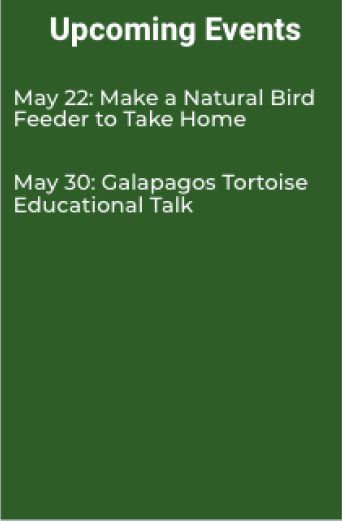 Upcoming Events
May 22: Make a Natural Bird
Feeder to Take Home
May 30: Galapagos Tortoise
Educational Talk